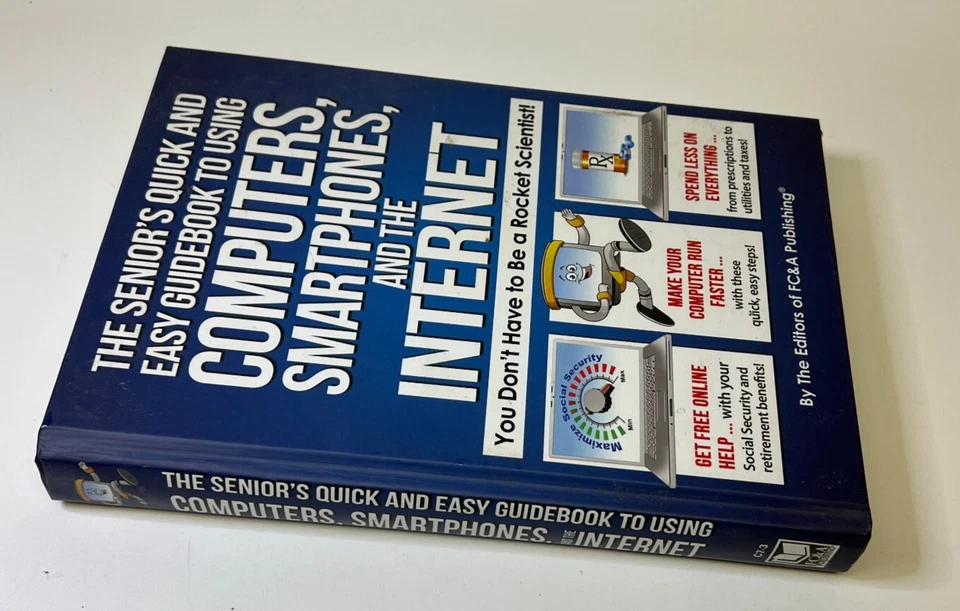 THE SENIOR'S QUICK AND
EASY GUIDEBOOK TO USING
COMPUTERS,
SMARTPHONES,
AND THE
INTERNET
You Don't Have to Be a Rocket Scientist!
Maximize Social Security
Min
Max
GET FREE ONLINE
HELP ... with your
Social Security and
retirement benefits!
MAKE YOUR
COMPUTER RUN
FASTER ...
with these
quick, easy steps!
Rx
SPEND LESS ON
EVERYTHING ...
from prescriptions to
utilities and taxes!
By The Editors of FC&A Publishing®
THE SENIOR'S QUICK AND EASY GUIDEBOOK TO USING
COMPUTERS, SMARTPHONES, AND THE INTERNET
C7-3
FC&A